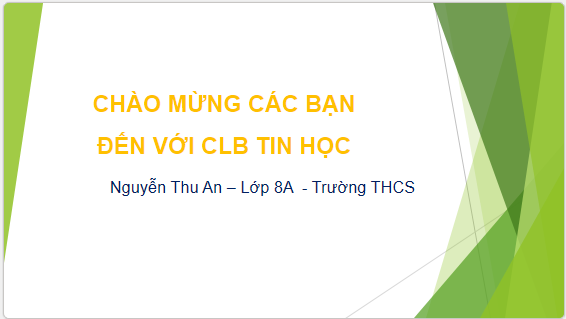 CHÀO MỪNG CÁC BẠN
ĐẾN VỚI CLB TIN HỌC
Nguyễn Thu An – Lớp 8A - Trường THCS